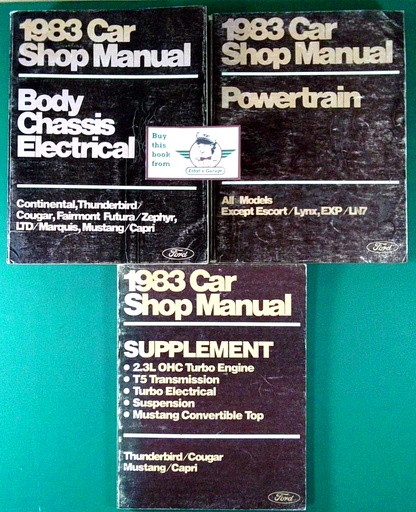 1983 Car
Shop Manual
Body
Chassis
Electrical
Continental, Thunderbird/
Cougar, Fairmont Futura/Zephyr,
LTD/Marquis, Mustang/Capri
Ford
Buy
this
book
from
Eltel's Garage
1983 Car
Shop Manual
Powertrain
All Models
Except Escort/Lynx, EXP/LN7
Ford
1983 Car
Shop Manual
SUPPLEMENT
• 2.3L OHC Turbo Engine
• T5 Transmission
• Turbo Electrical
• Suspension
• Mustang Convertible Top
Thunderbird/Cougar
Mustang/Capri
Ford